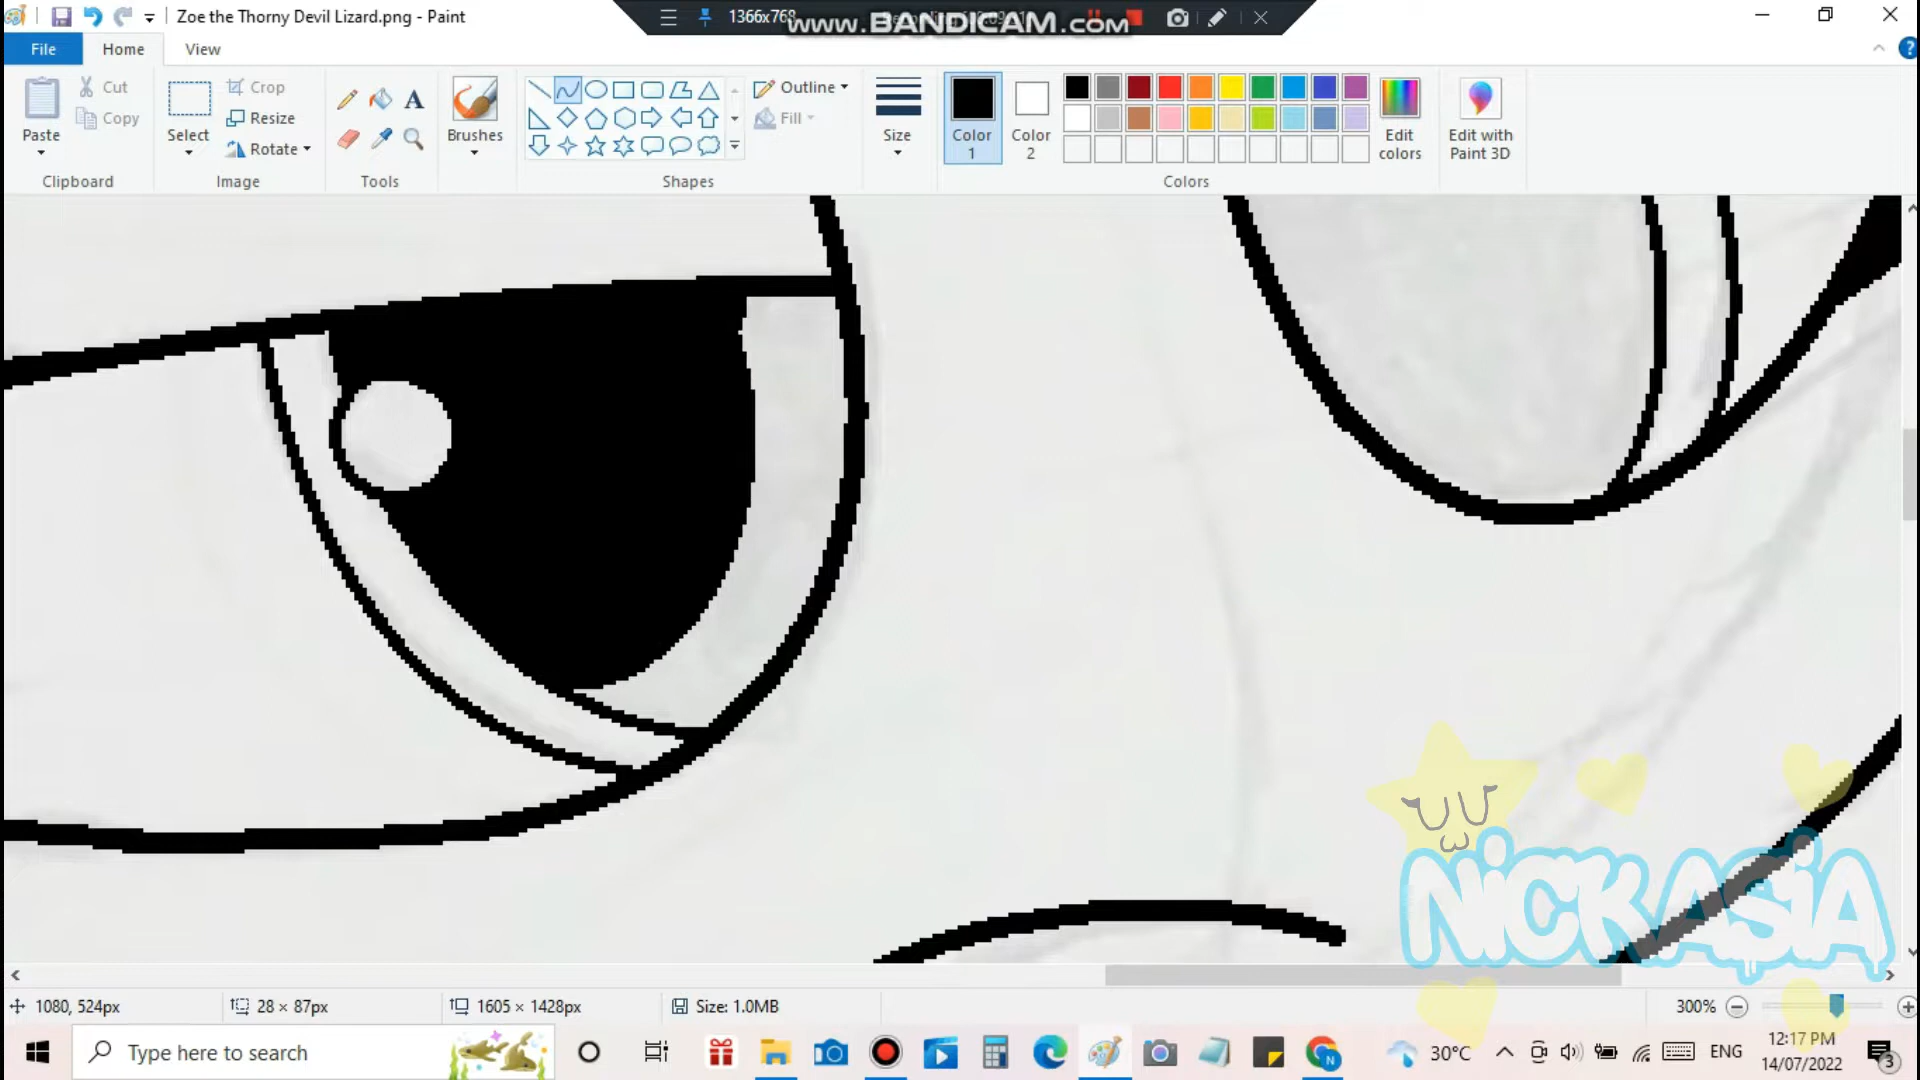 Zoe the Thorny Devil Lizard.png - Paint
1366x768
www.BANDICAM.com
File
Home
View
Paste
Cut
Copy
Clipboard
Select
Crop
Resize
Rotate
Image
A
Tools
Brushes
Shapes
Outline
Fill
Size
Color
1
Color
2
Colors
Edit
colors
Edit with
Paint 3D
NiCK ASiA
1080, 524px
28 × 87px
1605 × 1428px
Size: 1.0MB
300%
Type here to search
N
30°C
ENG
12:17 PM
14/07/2022
3